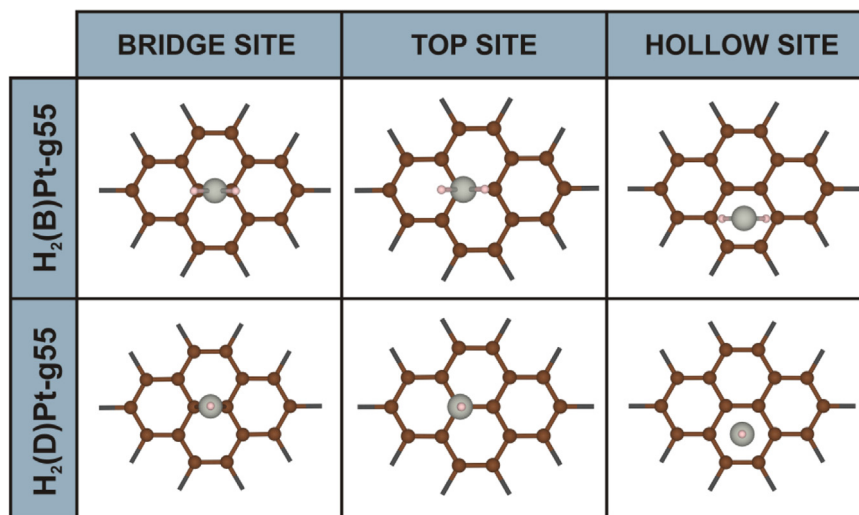 BRIDGE SITE
TOP SITE
HOLLOW SITE
H₂(B)Pt-g55
H₂(D)Pt-g55